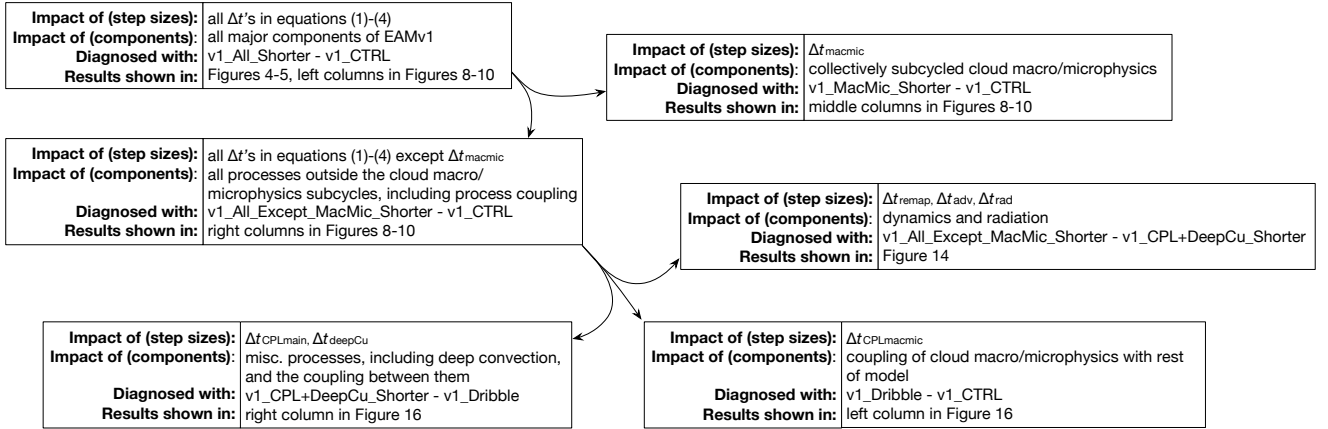 Impact of (step sizes): all Δt's in equations (1)-(4)
Impact of (components): all major components of EAMv1
Diagnosed with: v1_All_Shorter - v1_CTRL
Results shown in: Figures 4-5, left columns in Figures 8-10
Impact of (step sizes): Δtmacmic
Impact of (components): collectively subcycled cloud macro/microphysics
Diagnosed with: v1_MacMic_Shorter - v1_CTRL
Results shown in: middle columns in Figures 8-10
Impact of (step sizes): all Δt's in equations (1)-(4) except Δtmacmic
Impact of (components): all processes outside the cloud macro/
microphysics subcycles, including process coupling
Diagnosed with: v1_All_Except_MacMic_Shorter - v1_CTRL
Results shown in: right columns in Figures 8-10
Impact of (step sizes): Δtremap, Δtadv, Δtrad
Impact of (components): dynamics and radiation
Diagnosed with: v1_All_Except_MacMic_Shorter - v1_CPL+DeepCu_Shorter
Results shown in: Figure 14
Impact of (step sizes): ΔtCPLmain, ΔtdeepCu
Impact of (components): misc. processes, including deep convection,
and the coupling between them
Diagnosed with: v1_CPL+DeepCu_Shorter - v1_Dribble
Results shown in: right column in Figure 16
Impact of (step sizes): ΔtCPLmacmic
Impact of (components): coupling of cloud macro/microphysics with rest
of model
Diagnosed with: v1_Dribble - v1_CTRL
Results shown in: left column in Figure 16